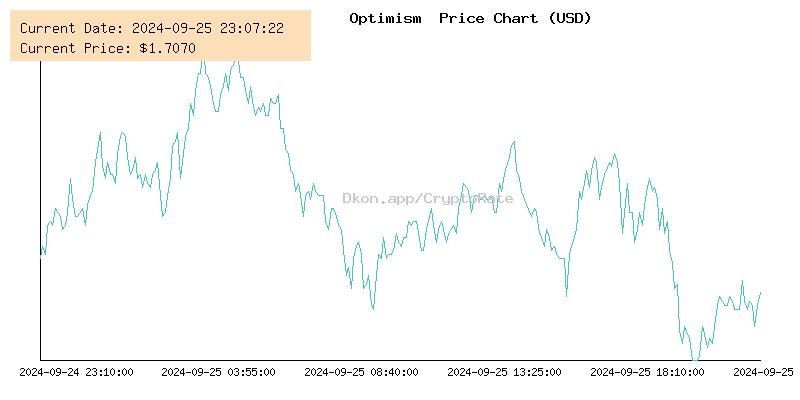 Optimism  Price Chart (USD)
Current Date: 2024-09-25 23:07:22
Current Price: $1.7070
Dkon.app/CryptoRate
2024-09-24 23:10:00 2024-09-25 03:55:00 2024-09-25 08:40:00 2024-09-25 13:25:00 2024-09-25 18:10:00 2024-09-25